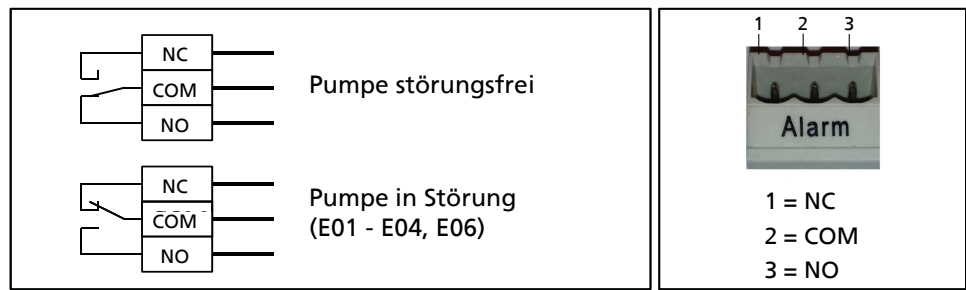 NC
COM
NO
Pumpe störungsfrei
NC
COM
NO
Pumpe in Störung
(E01 - E04, E06)
1 2 3
Alarm
1 = NC
2 = COM
3 = NO